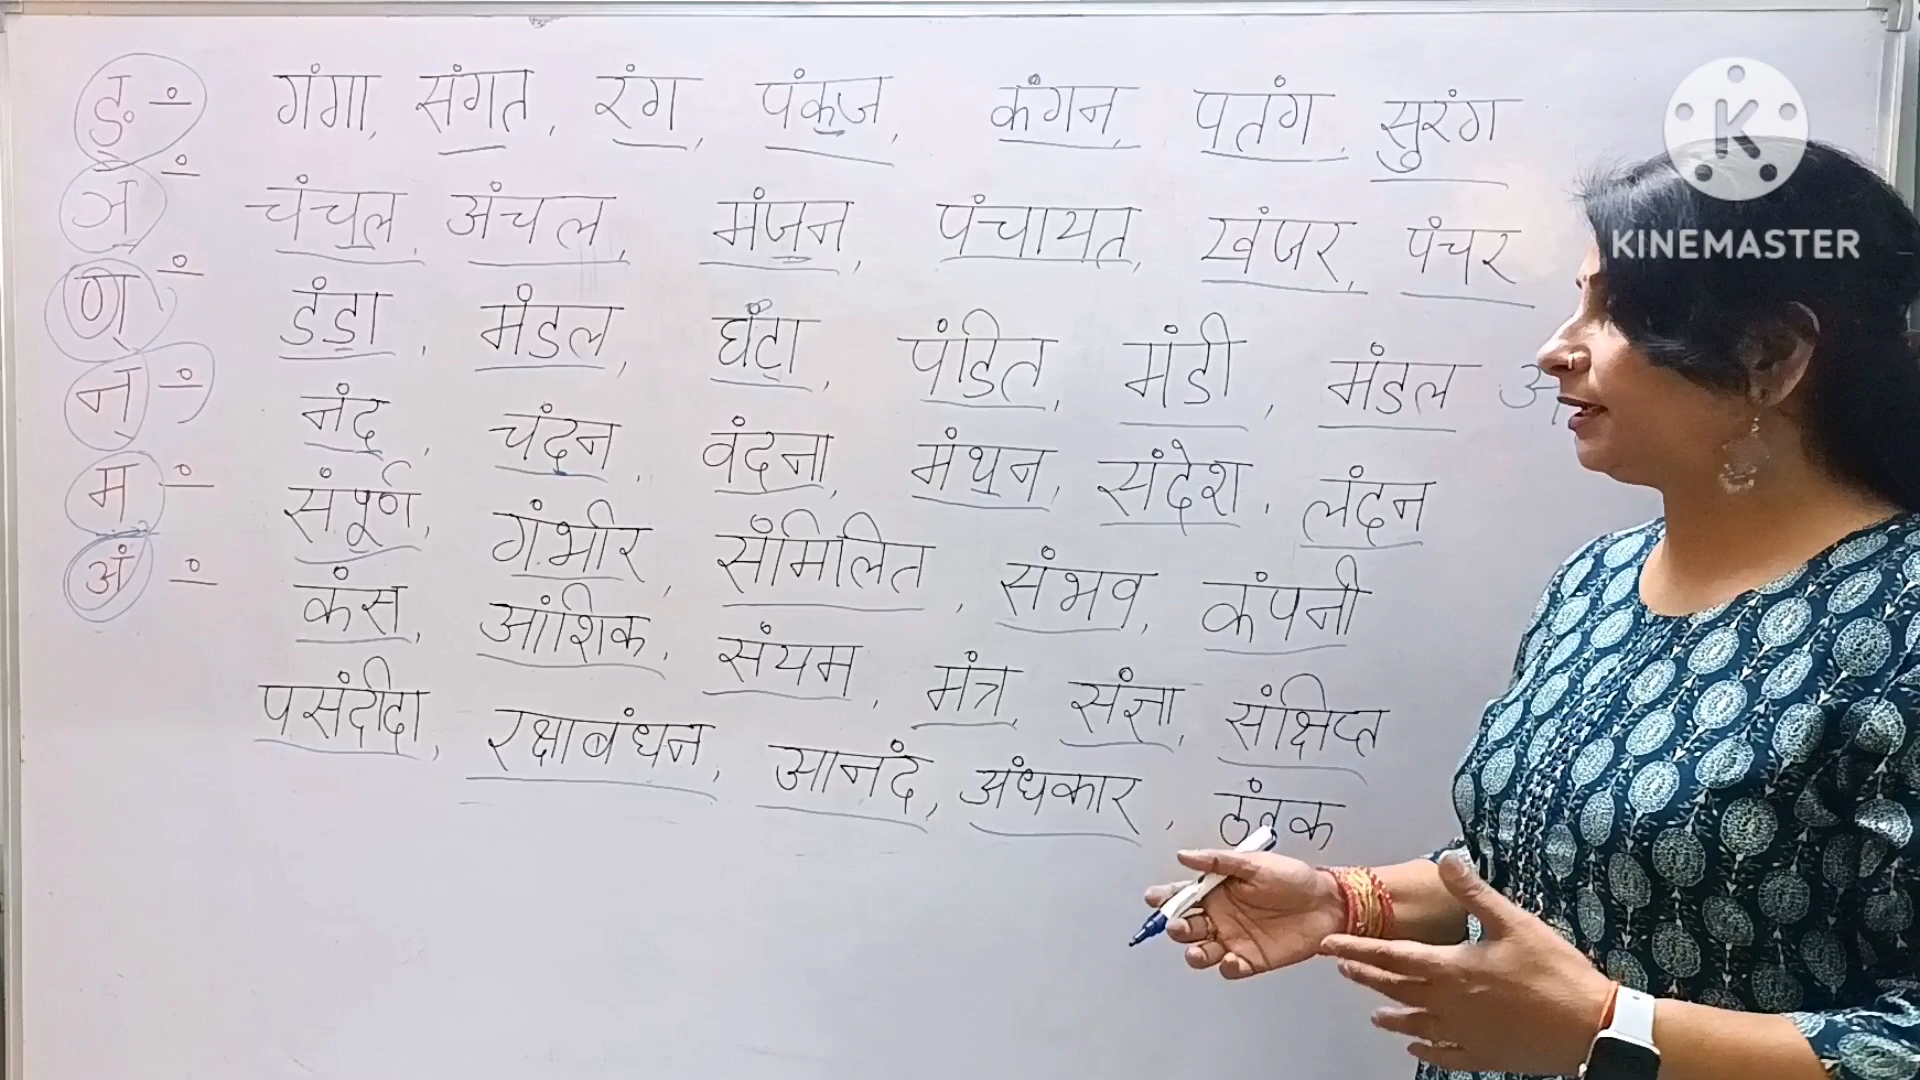 ङ् ÷ गंगा, संगत, रंग, पंकज, कंगन, पतंग, सुरंग
ञ् ÷ चंचल, अंचल, मंजन, पंचायत, खंजर, पंचर
ण् ÷ डंडा, मंडल, घंटा, पंडित, मंडी, मंडल
न् ÷ नंद, चंदन, वंदना, मंथन, संदेश, लंदन
म ÷ संपूर्ण, गंभीर, संमिलित, संभव, कंपनी
अं ÷ कंस, आंशिक, संयम, मंत्र, संज्ञा, संक्षिप्त
पसंदीदा, रक्षाबंधन, आनंद, अंधकार,
KINEMASTER